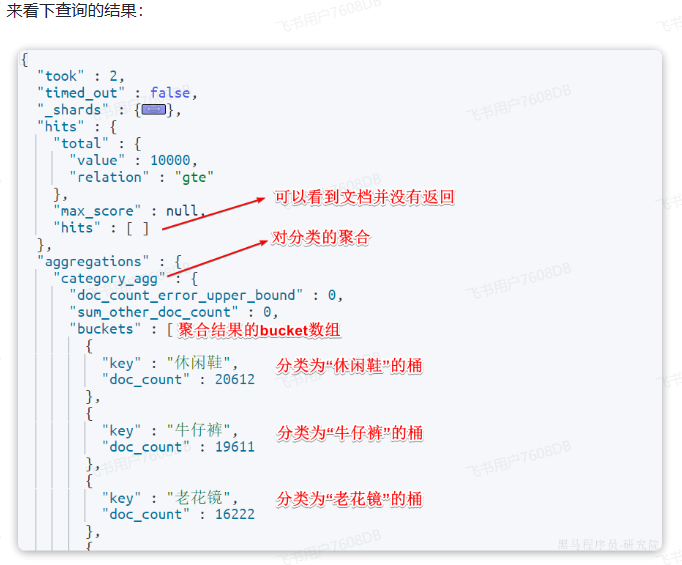 来看下查询的结果：
{
"took" : 2,
"timed_out" : false,
"_shards" : {...},
"hits" : {
"total" : {
"value" : 10000,
"relation" : "gte"
},
"max_score" : null,
"hits" : [ ]
可以看到文档并没有返回
},
对分类的聚合
"aggregations" : {
"category_agg" : {
"doc_count_error_upper_bound" : 0,
"sum_other_doc_count" : 0,
"buckets" : [ 聚合结果的bucket数组
{
"key" : "休闲鞋", 分类为“休闲鞋”的桶
"doc_count" : 20612
},
{
"key" : "牛仔裤", 分类为“牛仔裤”的桶
"doc_count" : 19611
},
{
"key" : "老花镜", 分类为“老花镜”的桶
"doc_count" : 16222
},
{
黑马程序员-研究院
飞书用户7608DB